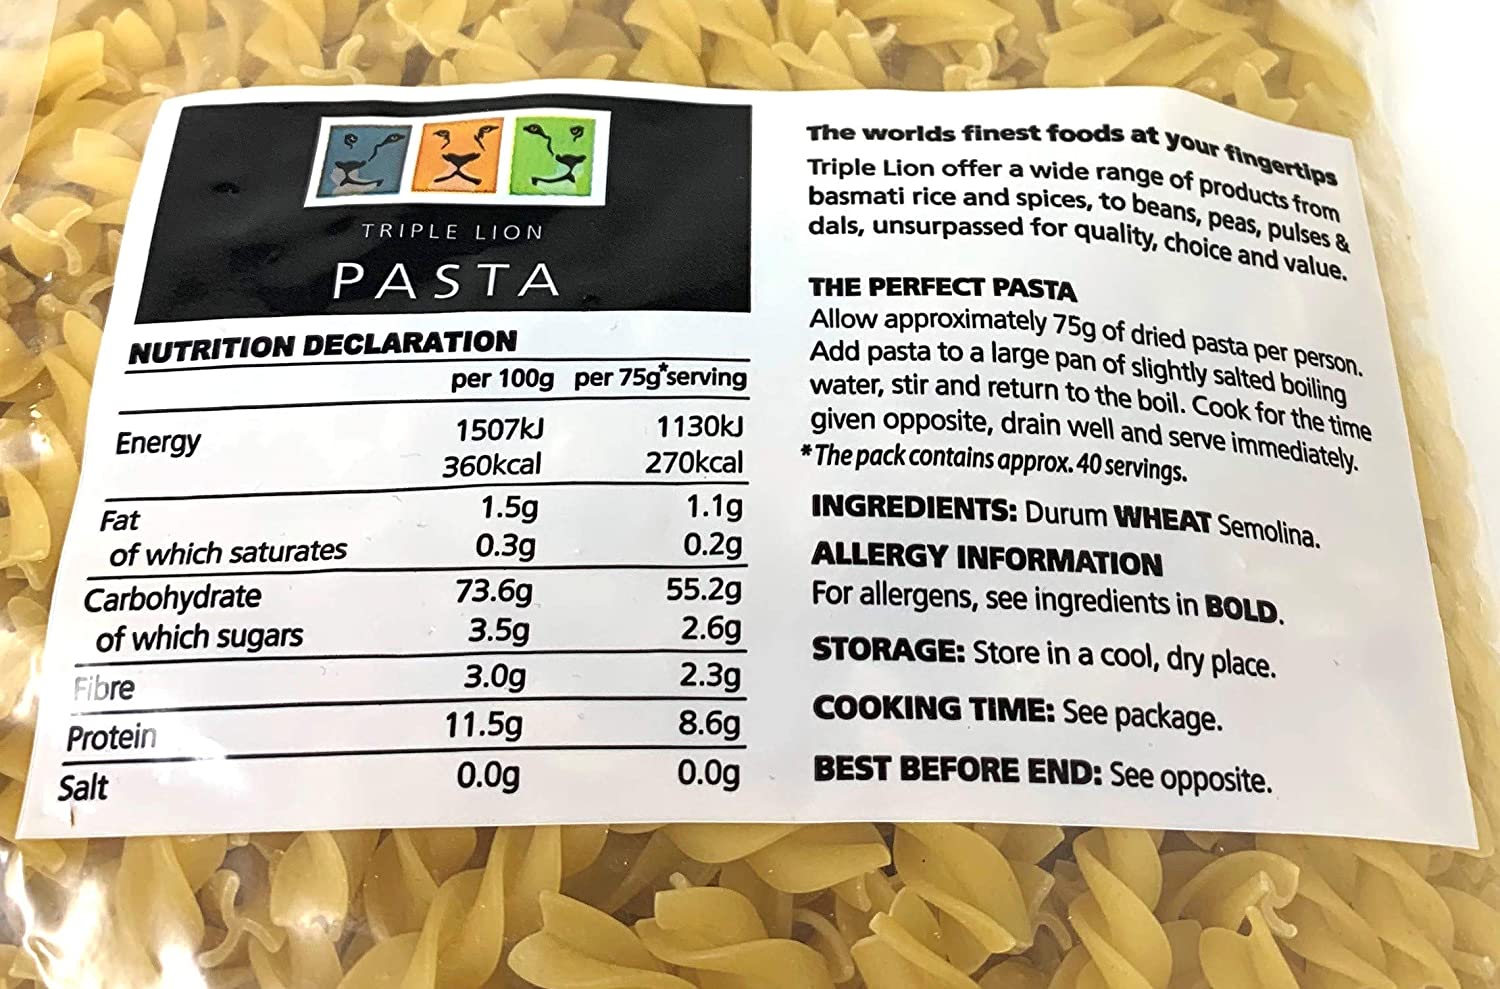 TRIPLE LION
PASTA
NUTRITION DECLARATION
per 100g per 75g*serving
Energy 1507kJ 1130kJ
360kcal 270kcal
Fat 1.5g 1.1g
of which saturates 0.3g 0.2g
Carbohydrate 73.6g 55.2g
of which sugars 3.5g 2.6g
Fibre 3.0g 2.3g
Protein 11.5g 8.6g
Salt 0.0g 0.0g
The worlds finest foods at your fingertips
Triple Lion offer a wide range of products from
basmati rice and spices, to beans, peas, pulses &
dals, unsurpassed for quality, choice and value.
THE PERFECT PASTA
Allow approximately 75g of dried pasta per person.
Add pasta to a large pan of slightly salted boiling
water, stir and return to the boil. Cook for the time
given opposite, drain well and serve immediately.
*The pack contains approx. 40 servings.
INGREDIENTS: Durum WHEAT Semolina.
ALLERGY INFORMATION
For allergens, see ingredients in BOLD.
STORAGE: Store in a cool, dry place.
COOKING TIME: See package.
BEST BEFORE END: See opposite.